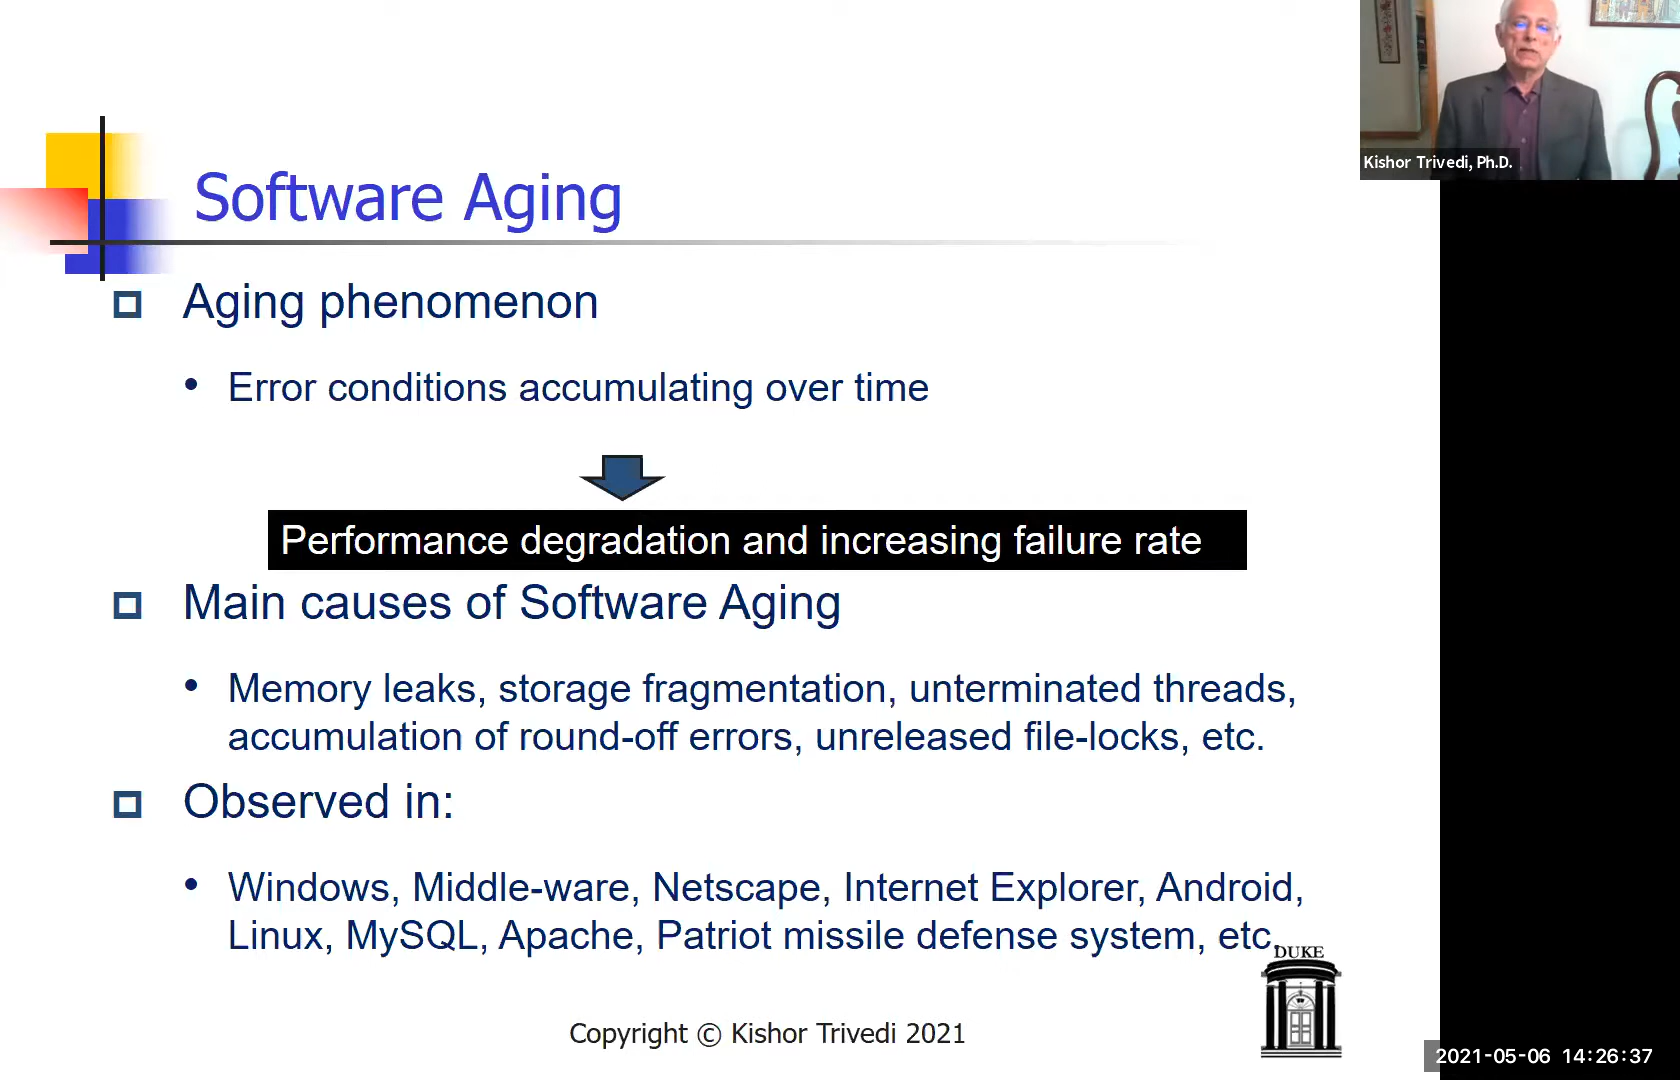 Kishor Trivedi, Ph.D.
Software Aging
Aging phenomenon
• Error conditions accumulating over time
Performance degradation and increasing failure rate
Main causes of Software Aging
• Memory leaks, storage fragmentation, unterminated threads,
accumulation of round-off errors, unreleased file-locks, etc.
Observed in:
• Windows, Middle-ware, Netscape, Internet Explorer, Android,
Linux, MySQL, Apache, Patriot missile defense system, etc.
DUKE
Copyright © Kishor Trivedi 2021
2021-05-06 14:26:37